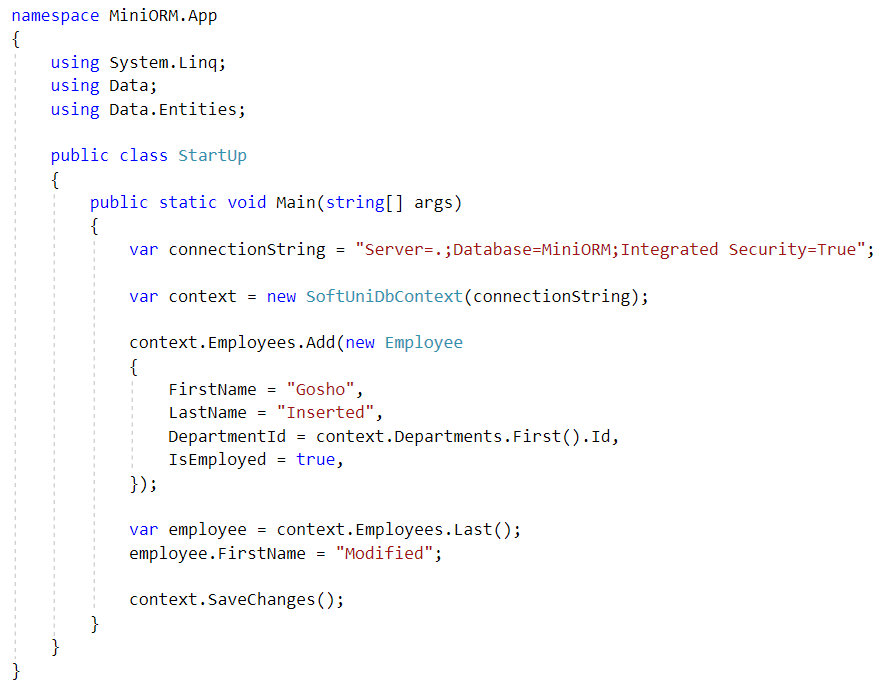 namespace MiniORM.App
{
    using System.Linq;
    using Data;
    using Data.Entities;

    public class StartUp
    {
        public static void Main(string[] args)
        {
            var connectionString = "Server=.;Database=MiniORM;Integrated Security=True";

            var context = new SoftUniDbContext(connectionString);

            context.Employees.Add(new Employee
            {
                FirstName = "Gosho",
                LastName = "Inserted",
                DepartmentId = context.Departments.First().Id,
                IsEmployed = true,
            });

            var employee = context.Employees.Last();
            employee.FirstName = "Modified";

            context.SaveChanges();
        }
    }
}